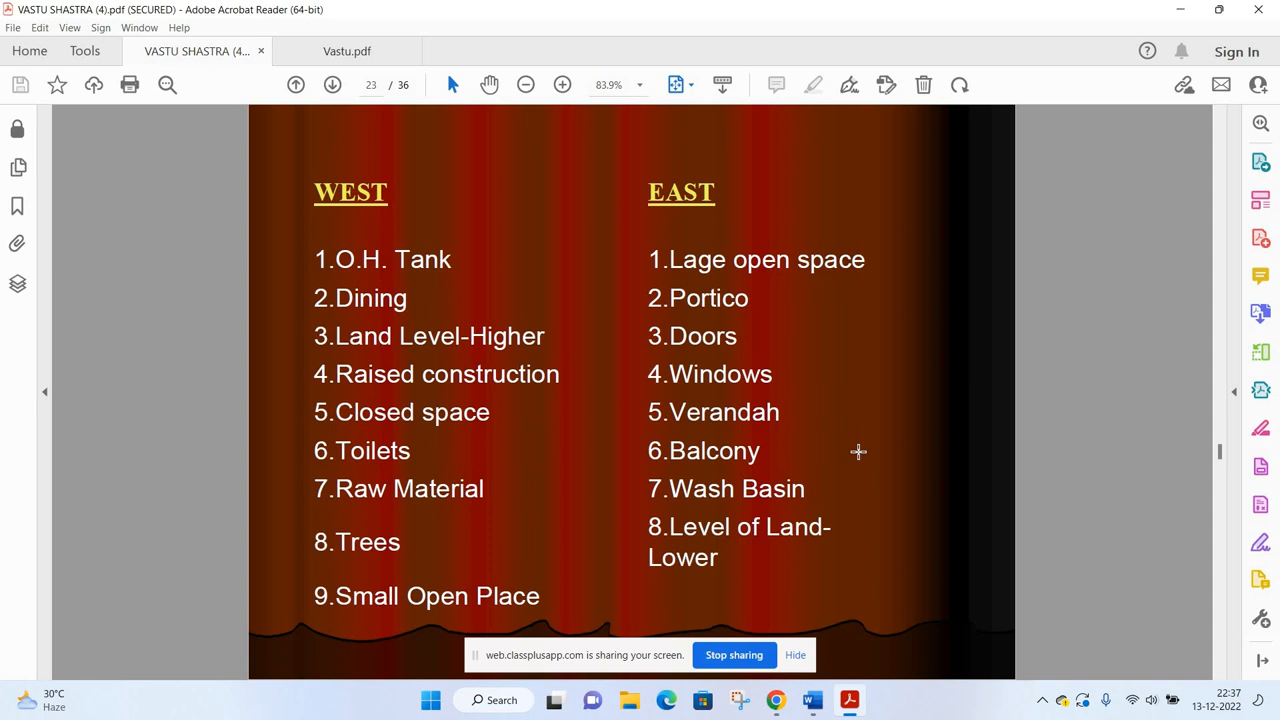 VASTU SHASTRA (4).pdf (SECURED) - Adobe Acrobat Reader (64-bit)
File Edit View Sign Window Help
Home Tools VASTU SHASTRA (4... × Vastu.pdf Sign In
23 / 36 83.9%
WEST
1.O.H. Tank
2.Dining
3.Land Level-Higher
4.Raised construction
5.Closed space
6.Toilets
7.Raw Material
8.Trees
9.Small Open Place
EAST
1.Lage open space
2.Portico
3.Doors
4.Windows
5.Verandah
6.Balcony
7.Wash Basin
8.Level of Land-
Lower
web.classplusapp.com is sharing your screen. Stop sharing Hide
30°C
Haze
Search
22:37
13-12-2022